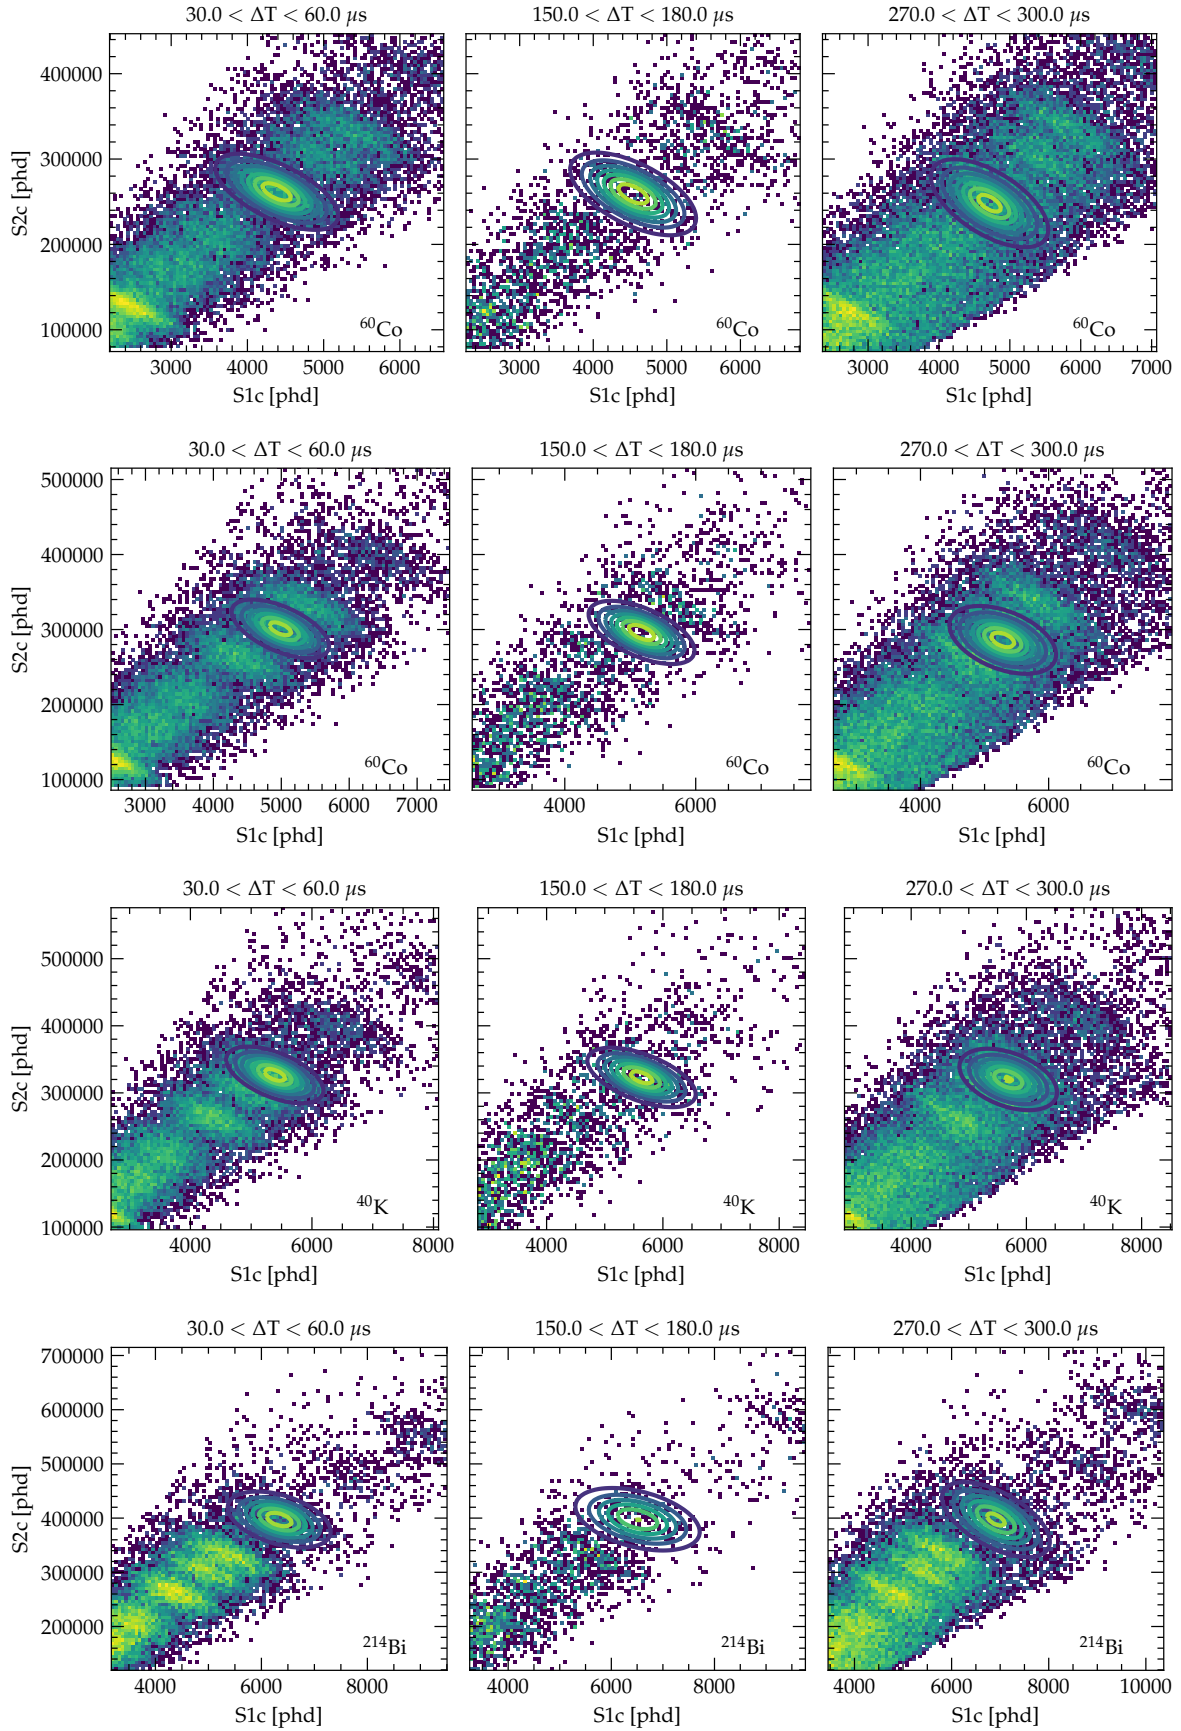 30.0 < ΔT < 60.0 μs 150.0 < ΔT < 180.0 μs 270.0 < ΔT < 300.0 μs
400000
300000
200000
100000
S2c [phd]
⁶⁰Co ⁶⁰Co ⁶⁰Co
3000 4000 5000 6000 3000 4000 5000 6000 3000 4000 5000 6000 7000
S1c [phd] S1c [phd] S1c [phd]
30.0 < ΔT < 60.0 μs 150.0 < ΔT < 180.0 μs 270.0 < ΔT < 300.0 μs
500000
400000
300000
200000
100000
S2c [phd]
⁶⁰Co ⁶⁰Co ⁶⁰Co
3000 4000 5000 6000 7000 4000 6000 4000 6000
S1c [phd] S1c [phd] S1c [phd]
30.0 < ΔT < 60.0 μs 150.0 < ΔT < 180.0 μs 270.0 < ΔT < 300.0 μs
500000
400000
300000
200000
100000
S2c [phd]
⁴⁰K ⁴⁰K ⁴⁰K
4000 6000 8000 4000 6000 8000 4000 6000 8000
S1c [phd] S1c [phd] S1c [phd]
30.0 < ΔT < 60.0 μs 150.0 < ΔT < 180.0 μs 270.0 < ΔT < 300.0 μs
700000
600000
500000
400000
300000
200000
S2c [phd]
²¹⁴Bi ²¹⁴Bi ²¹⁴Bi
4000 6000 8000 4000 6000 8000 4000 6000 8000 10000
S1c [phd] S1c [phd] S1c [phd]